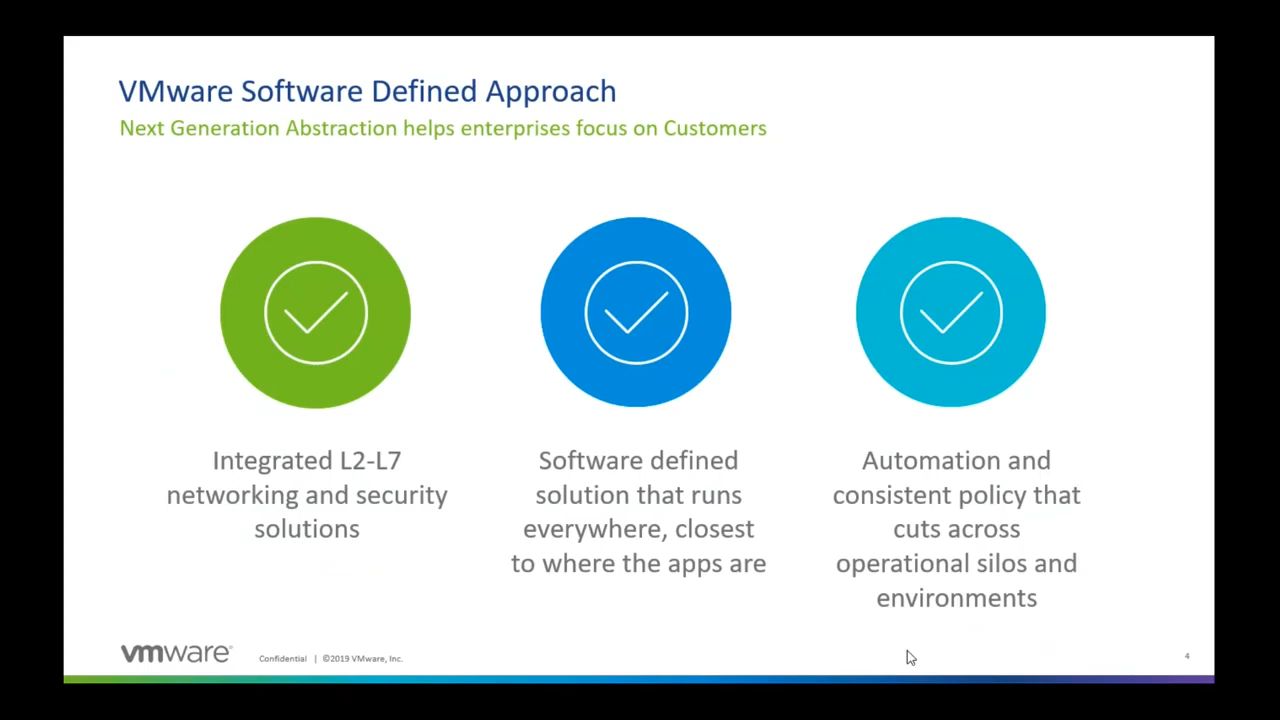 VMware Software Defined Approach
Next Generation Abstraction helps enterprises focus on Customers
Integrated L2-L7
networking and security
solutions
Software defined
solution that runs
everywhere, closest
to where the apps are
Automation and
consistent policy that
cuts across
operational silos and
environments
vmware®
Confidential | ©2019 VMware, Inc.
4